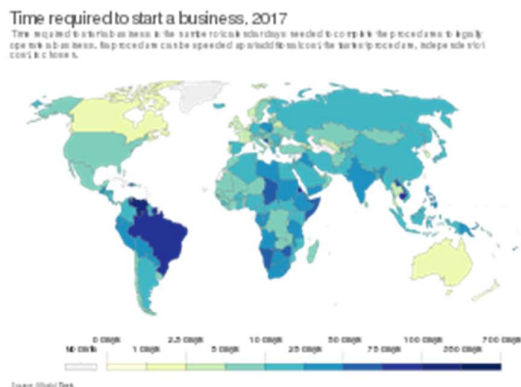 Time required to start a business, 2017
Time required to start a business is the number of calendar days needed to complete the procedures to legally
operate a business. If a procedure can be speeded up at additional cost, the fastest procedure, independent of
cost, is chosen.
0 days 2.5 days 10 days 50 days 100 days 700 days
No data 1 days 5 days 25 days 75 days
Source: World Bank